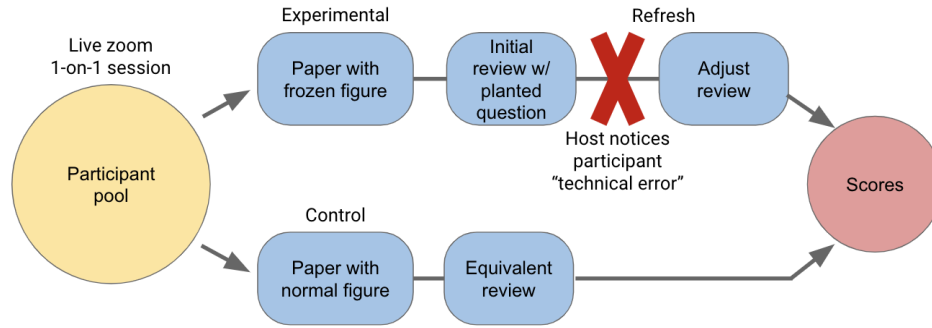 Live zoom
1-on-1 session
Participant
pool
Experimental
Paper with
frozen figure
Initial
review w/
planted
question
Refresh
Host notices
participant
“technical error”
Adjust
review
Control
Paper with
normal figure
Equivalent
review
Scores